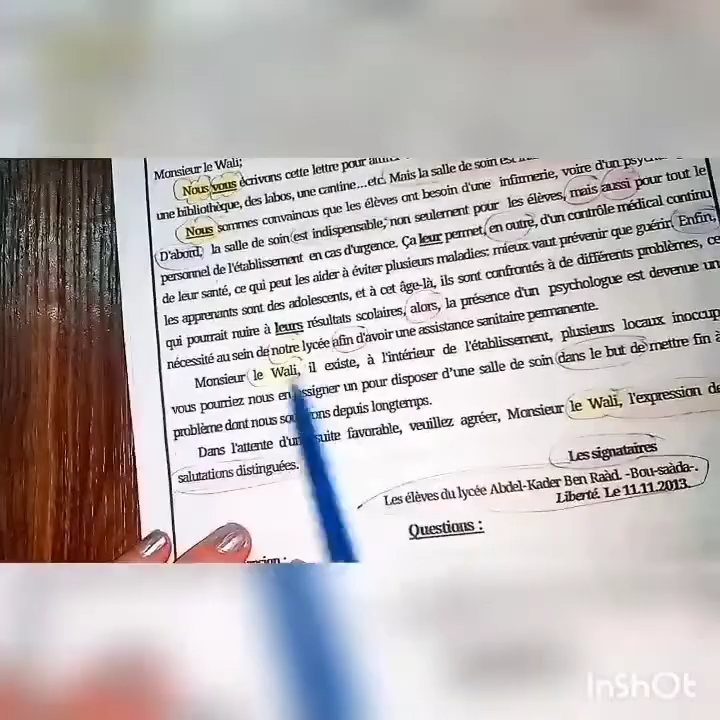 Monsieur le Wali;
Nous vous écrivons cette lettre pour
une bibliothèque, des labos, une cantine...etc. Mais la salle de soin
Nous sommes convaincus que les élèves ont besoin d'une infirmerie, voire d'un
D'abord, la salle de soin est indispensable, non seulement pour les élèves, mais aussi pour tout le
personnel de l'établissement en cas d'urgence. Ça leur permet, en outre, d'un contrôle médical continu
de leur santé, ce qui peut les aider à éviter plusieurs maladies: mieux vaut prévenir que guérir. Enfin,
les apprenants sont des adolescents, et à cet âge-là, ils sont confrontés à de différents problèmes, ce
qui pourrait nuire à leurs résultats scolaires, alors, la présence d'un psychologue est devenue un
nécessité au sein de notre lycée afin d'avoir une assistance sanitaire permanente.
Monsieur le Wali, il existe, à l'intérieur de l'établissement, plusieurs locaux inoccup
vous pourriez nous en assigner un pour disposer d'une salle de soin dans le but de mettre fin à
problème dont nous depuis longtemps.
Dans l'attente suite favorable, veuillez agréer, Monsieur le Wali, l'expression de
salutations distinguées.
Les signataires
Les élèves du lycée Abdel-Kader Ben Raàd. -Bou-saàda-.
Liberté. Le 11.11.2013.
Questions :
InShOt